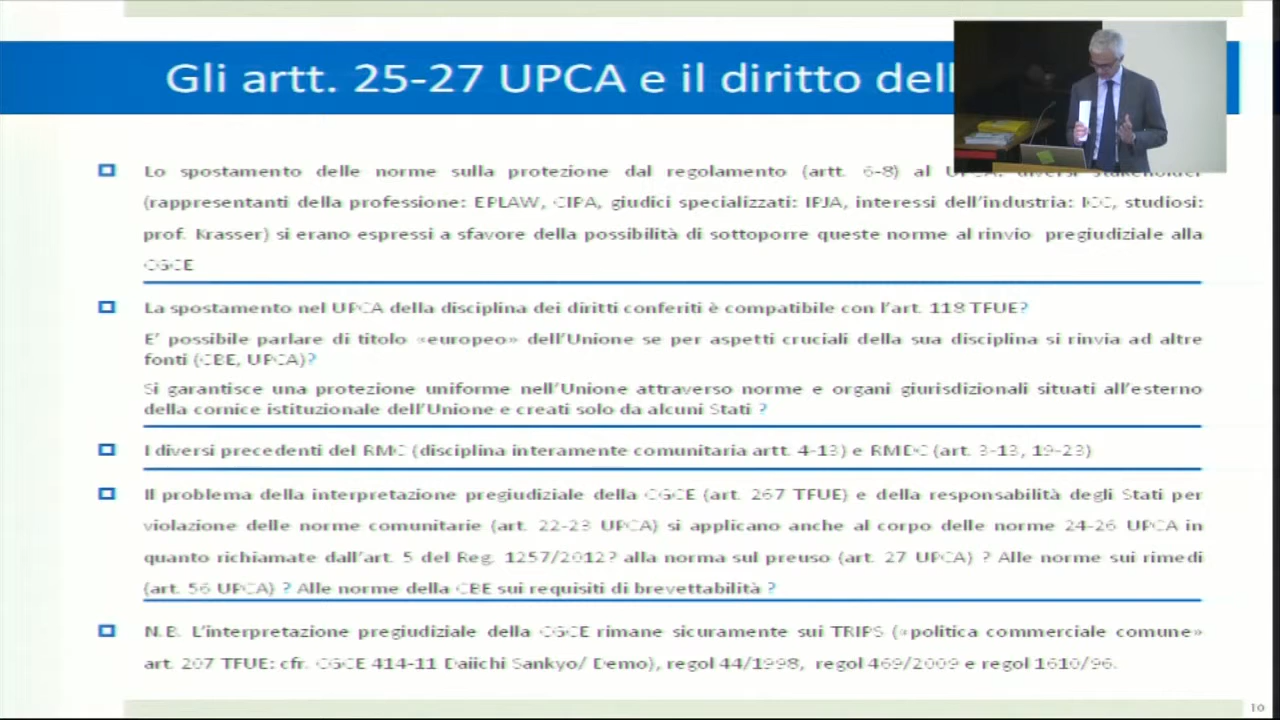 Gli artt. 25-27 UPCA e il diritto dell
Lo spostamento delle norme sulla protezione dal regolamento (artt. 6-8) al
(rappresentanti della professione: EPLAW, CIPA, giudici specializzati: IPJA, interessi dell'industria: ICC, studiosi:
prof. Krasser) si erano espressi a sfavore della possibilità di sottoporre queste norme al rinvio pregiudiziale alla
CGCE
La spostamento nel UPCA della disciplina dei diritti conferiti è compatibile con l'art. 118 TFUE?
E' possibile parlare di titolo «europeo» dell'Unione se per aspetti cruciali della sua disciplina si rinvia ad altre
fonti (CBE, UPCA)?
Si garantisce una protezione uniforme nell'Unione attraverso norme e organi giurisdizionali situati all'esterno
della cornice istituzionale dell'Unione e creati solo da alcuni Stati ?
I diversi precedenti del RMC (disciplina interamente comunitaria artt. 4-13) e RMDC (art. 3-13, 19-23)
Il problema della interpretazione pregiudiziale della CGCE (art. 267 TFUE) e della responsabilità degli Stati per
violazione delle norme comunitarie (art. 22-23 UPCA) si applicano anche al corpo delle norme 24-26 UPCA in
quanto richiamate dall'art. 5 del Reg. 1257/2012? alla norma sul preuso (art. 27 UPCA) ? Alle norme sui rimedi
(art. 56 UPCA) ? Alle norme della CBE sui requisiti di brevettabilità ?
N.B. L'interpretazione pregiudiziale della CGCE rimane sicuramente sui TRIPS («politica commerciale comune»
art. 207 TFUE: cfr. CGCE 414-11 Daiichi Sankyo/ Demo), regol 44/1998, regol 469/2009 e regol 1610/96.
10